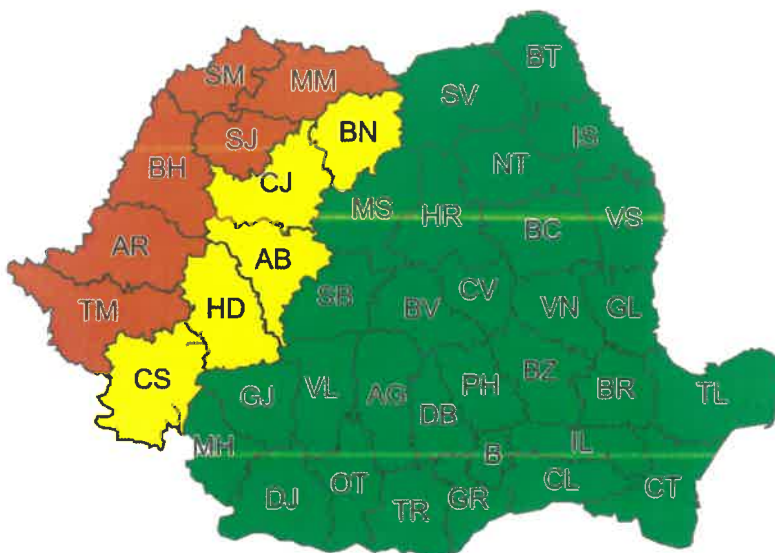 BT
SM MM SV
SJ BN IS
BH CJ NT
MS HR BC VS
AR AB
TM HD SB BV CV VN GL
CS GJ VL AG DB PH BZ BR TL
MH B IL
DJ OT TR GR CL CT